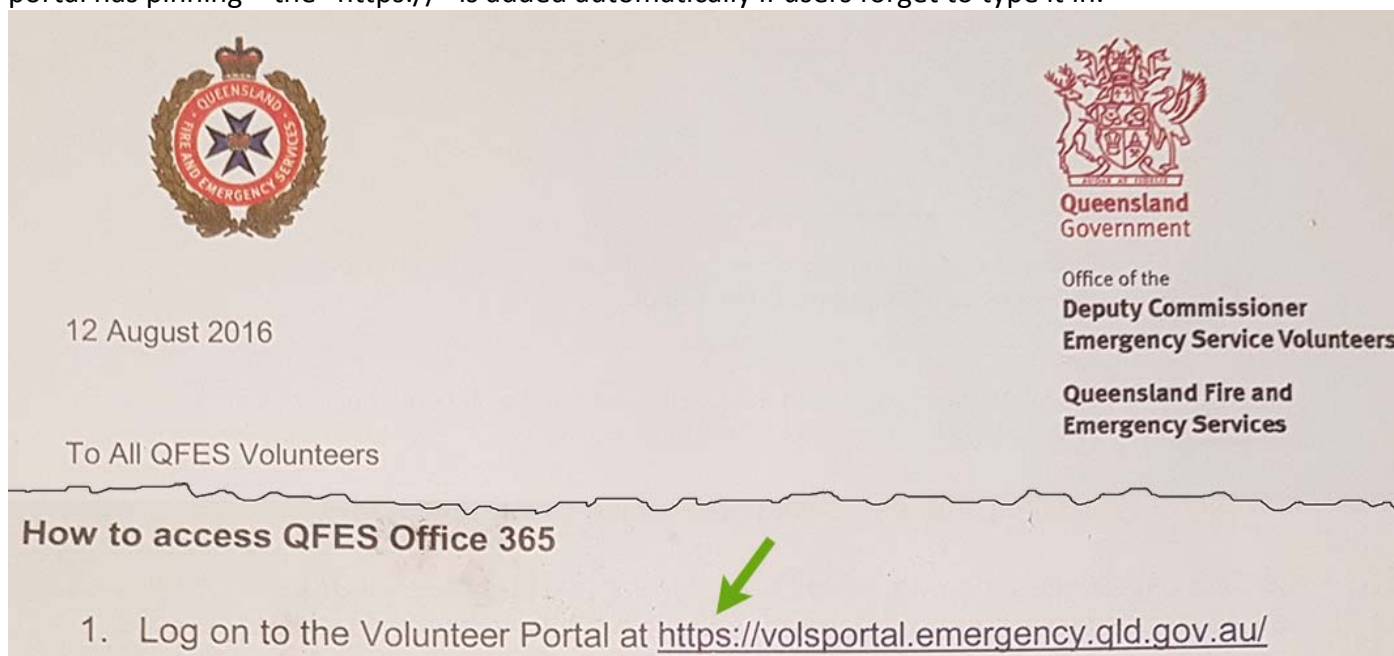 portal has pinning – the "https://" is added automatically if users forget to type it in.
QUEENSLAND
FIRE AND EMERGENCY SERVICES
AUDAX AT FIDELIS
Queensland
Government
Office of the
Deputy Commissioner
Emergency Service Volunteers
Queensland Fire and
Emergency Services
12 August 2016
To All QFES Volunteers
How to access QFES Office 365
1. Log on to the Volunteer Portal at https://volsportal.emergency.qld.gov.au/